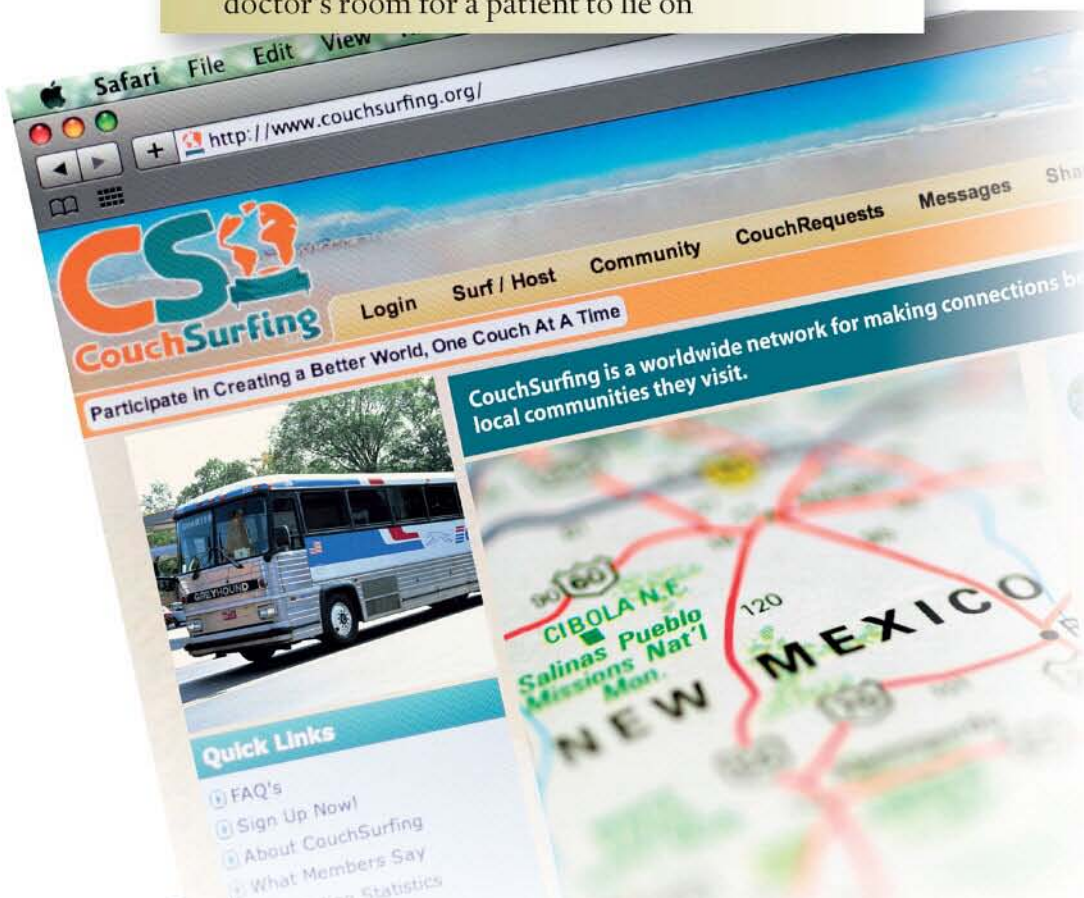 doctor's room for a patient to lie on
Safari File Edit View
http://www.couchsurfing.org/
CS
CouchSurfing
Login Surf / Host Community CouchRequests Messages
Participate in Creating a Better World, One Couch At A Time
CouchSurfing is a worldwide network for making connections
local communities they visit.
GREYHOUND
60
CIBOLA N.F.
Salinas Pueblo
Missions Nat'l
Mon.
120
NEW MEXICO
Quick Links
FAQ's
Sign Up Now!
About CouchSurfing
What Members Say
Statistics